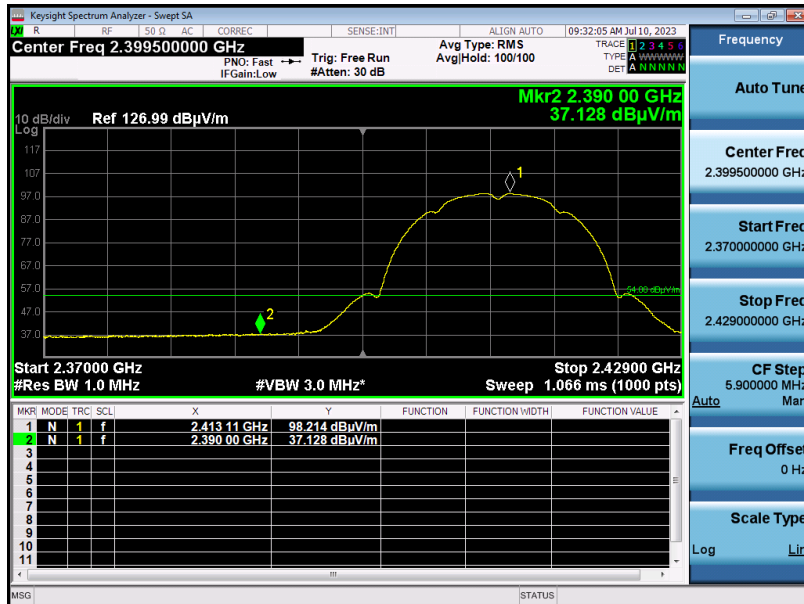 Keysight Spectrum Analyzer - Swept SA
LXI R RF 50 Ω AC CORREC SENSE:INT ALIGN AUTO 09:32:05 AM Jul 10, 2023
Center Freq 2.399500000 GHz
PNO: Fast
IFGain:Low
Trig: Free Run
#Atten: 30 dB
Avg Type: RMS
Avg|Hold: 100/100
TRACE 1 2 3 4 5 6
TYPE A WWWWW
DET A N N N N N
Mkr2 2.390 00 GHz
37.128 dBµV/m
10 dB/div Ref 126.99 dBµV/m
Log
117
107
97.0
87.0
77.0
67.0
57.0
47.0
37.0
1
2
54.00 dBµV/m
Start 2.37000 GHz Stop 2.42900 GHz
#Res BW 1.0 MHz #VBW 3.0 MHz* Sweep 1.066 ms (1000 pts)
MKR MODE TRC SCL X Y FUNCTION FUNCTION WIDTH FUNCTION VALUE
1 N 1 f 2.413 11 GHz 98.214 dBµV/m
2 N 1 f 2.390 00 GHz 37.128 dBµV/m
3
4
5
6
7
8
9
10
11
MSG STATUS
Frequency
Auto Tune
Center Freq
2.399500000 GHz
Start Freq
2.370000000 GHz
Stop Freq
2.429000000 GHz
CF Step
5.900000 MHz
Auto Man
Freq Offset
0 Hz
Scale Type
Log Lin